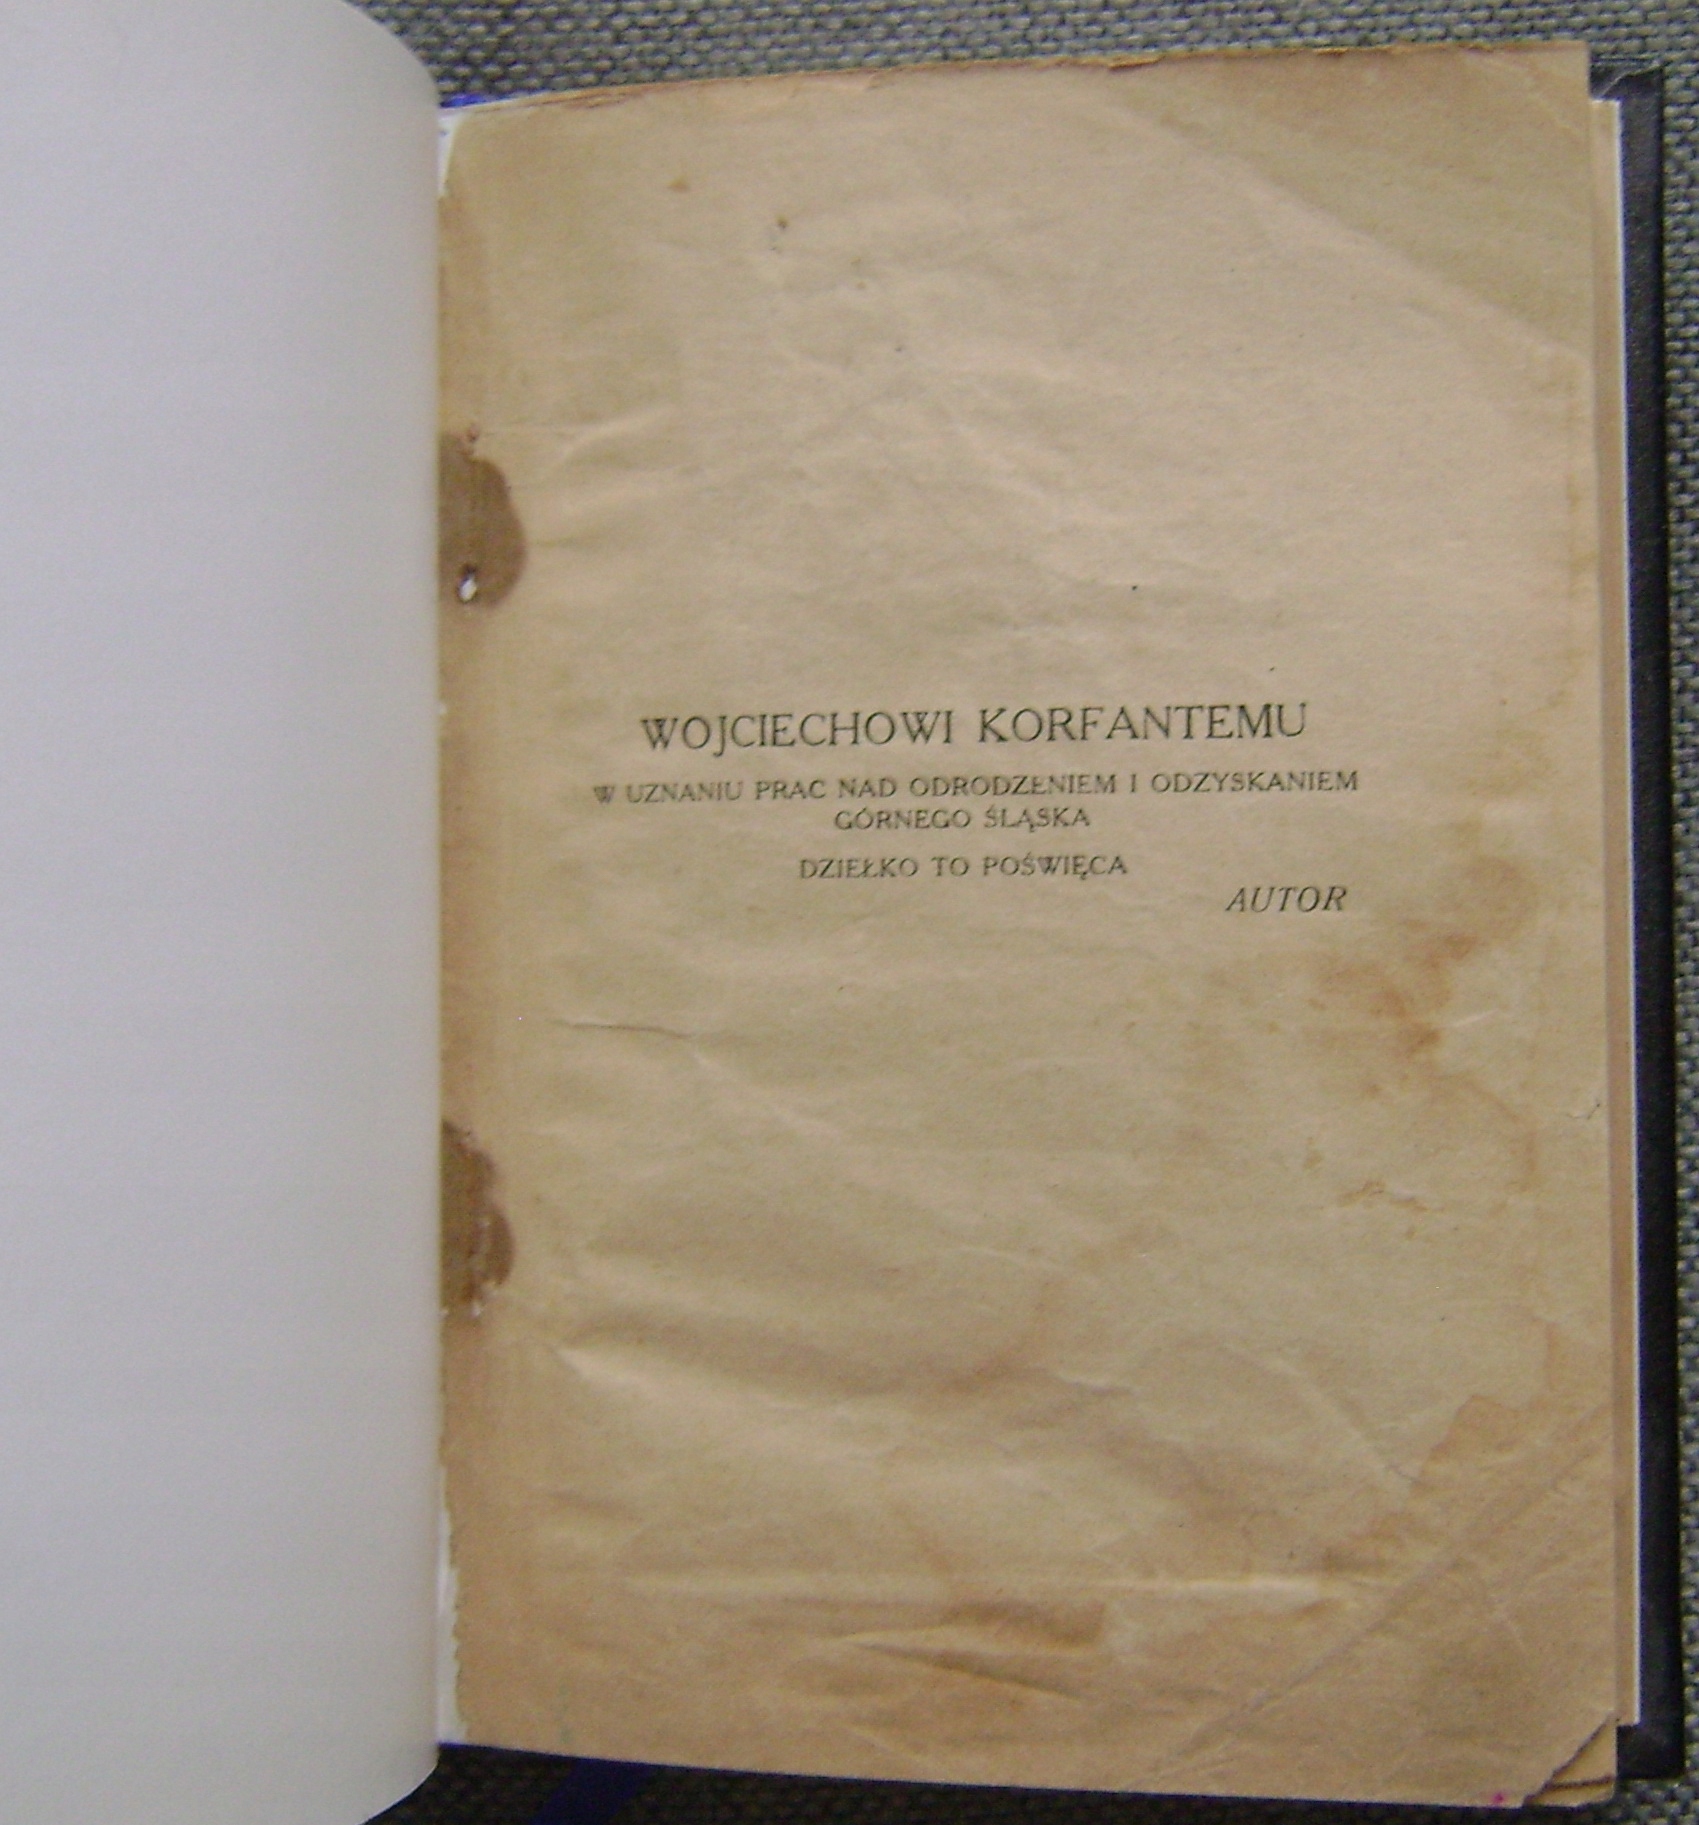 WOJCIECHOWI KORFANTEMU
W UZNANIU PRAC NAD ODRODZENIEM I ODZYSKANIEM
GÓRNEGO ŚLĄSKA
DZIEŁKO TO POŚWIĘCA
AUTOR